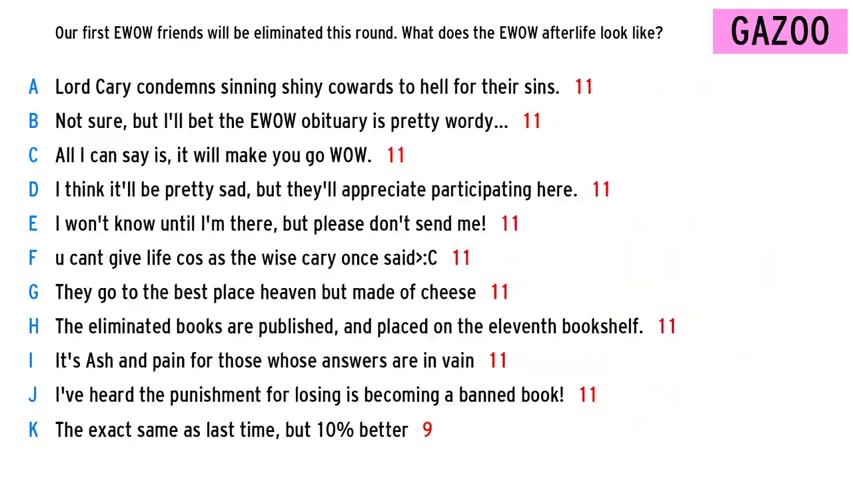 Our first EWOW friends will be eliminated this round. What does the EWOW afterlife look like?
GAZOO
A Lord Cary condemns sinning shiny cowards to hell for their sins. 11
B Not sure, but I'll bet the EWOW obituary is pretty wordy... 11
C All I can say is, it will make you go WOW. 11
D I think it'll be pretty sad, but they'll appreciate participating here. 11
E I won't know until I'm there, but please don't send me! 11
F u cant give life cos as the wise cary once said>:C 11
G They go to the best place heaven but made of cheese 11
H The eliminated books are published, and placed on the eleventh bookshelf. 11
I It's Ash and pain for those whose answers are in vain 11
J I've heard the punishment for losing is becoming a banned book! 11
K The exact same as last time, but 10% better 9